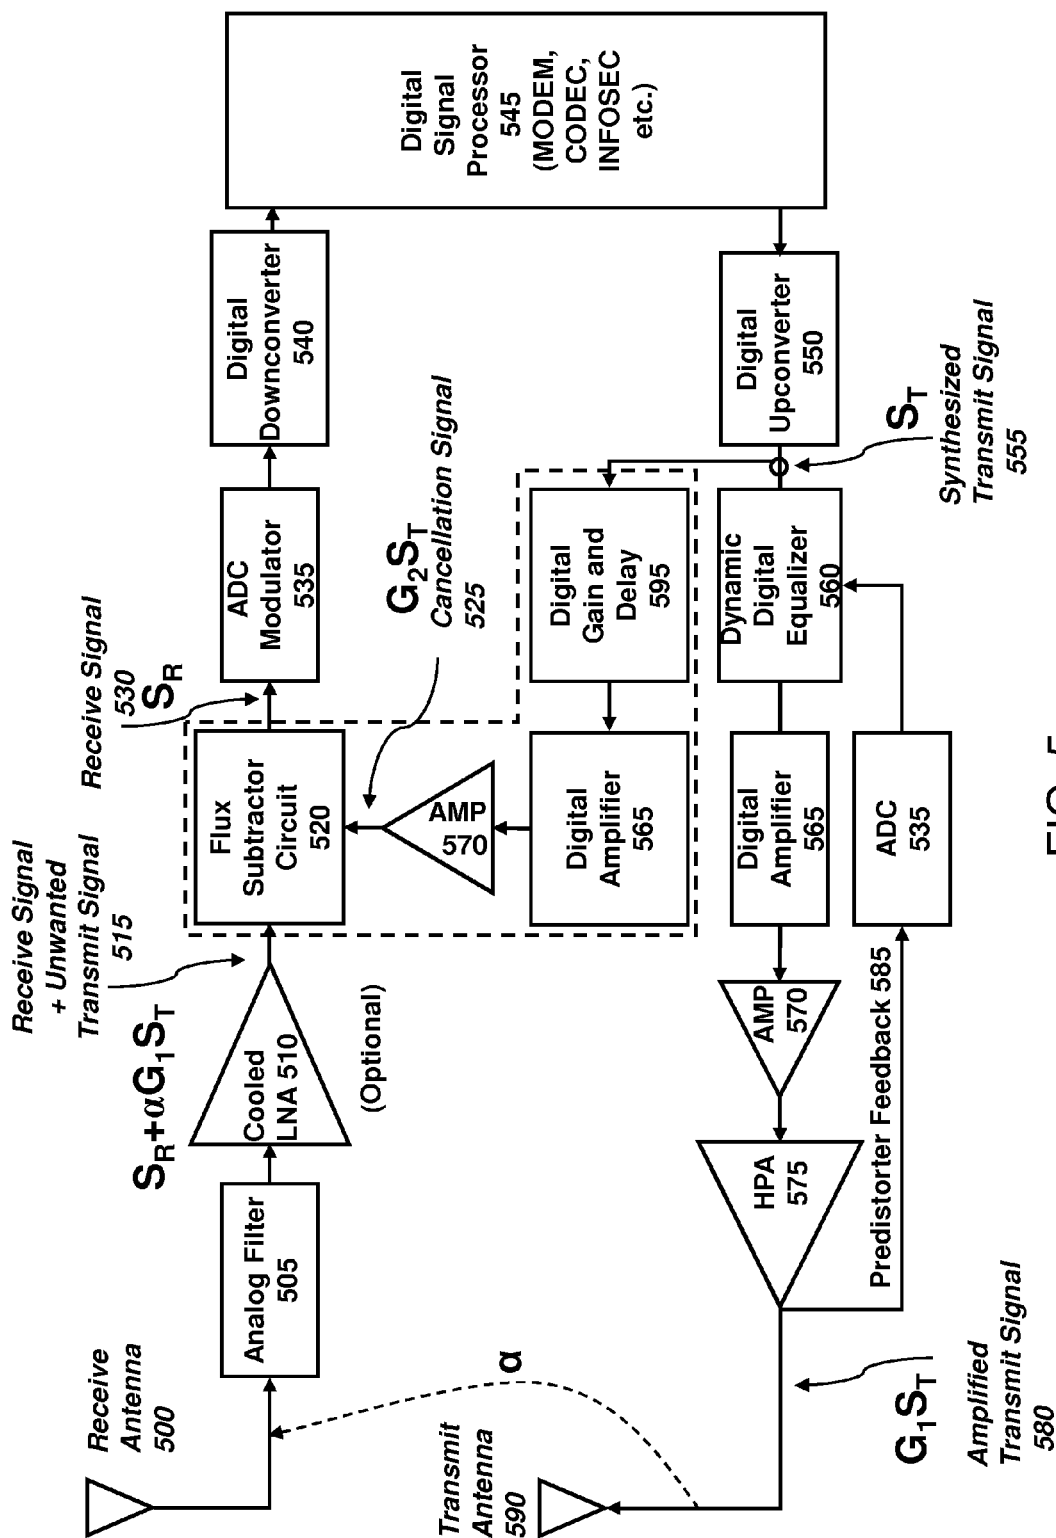 Receive
Antenna
500
Analog Filter
505
Cooled
LNA 510
(Optional)
S_R+αG_1S_T
Receive Signal
+ Unwanted
Transmit Signal
515
Flux
Subtractor
Circuit
520
Receive Signal
530
S_R
ADC
Modulator
535
Digital
Downconverter
540
Digital
Signal
Processor
545
(MODEM,
CODEC,
INFOSEC
etc.)
G_2S_T
Cancellation Signal
525
AMP
570
Digital
Amplifier
565
Digital
Gain and
Delay
595
Digital
Upconverter
550
S_T
Synthesized
Transmit Signal
555
Dynamic
Digital
Equalizer
560
Digital
Amplifier
565
ADC
535
AMP
570
HPA
575
Predistorter Feedback 585
α
Transmit
Antenna
590
G_1S_T
Amplified
Transmit Signal
580